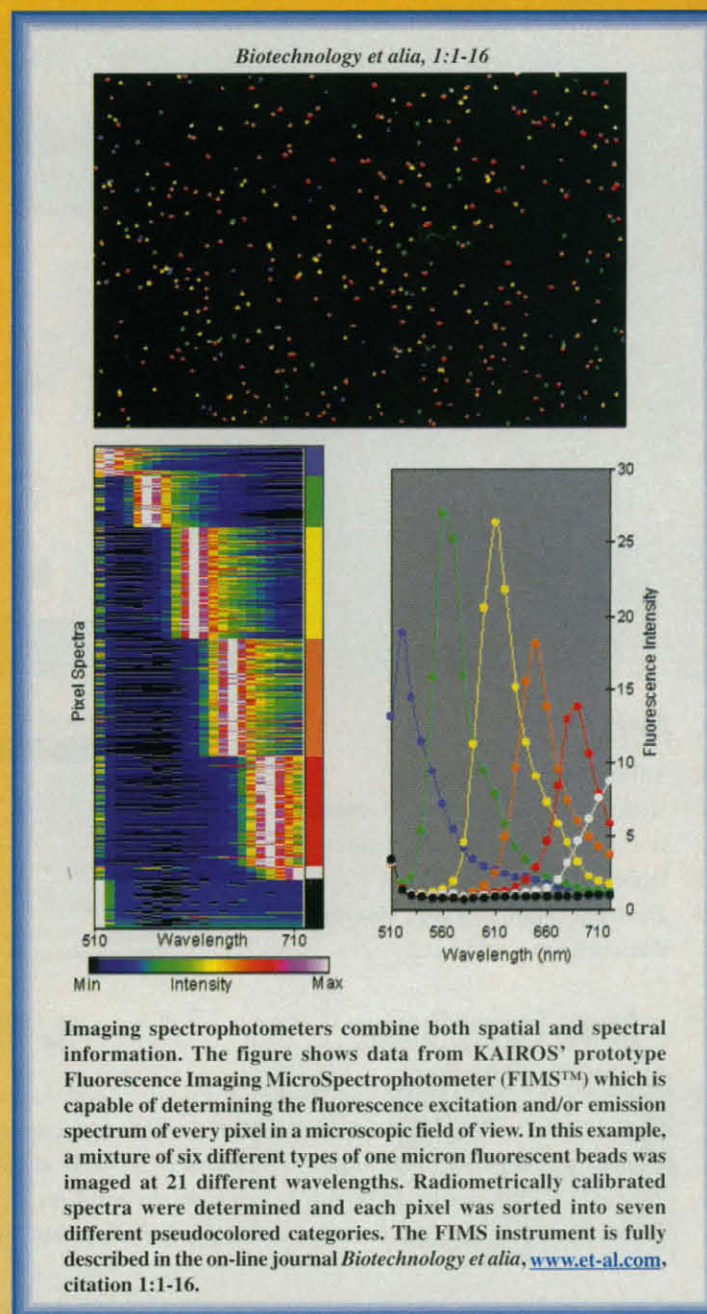 Biotechnology et alia, 1:1-16
Pixel Spectra
510 Wavelength 710
Min Intensity Max
30
25
20
15
10
5
0
Fluorescence Intensity
510 560 610 660 710
Wavelength (nm)
Imaging spectrophotometers combine both spatial and spectral
information. The figure shows data from KAIROS' prototype
Fluorescence Imaging MicroSpectrophotometer (FIMS™) which is
capable of determining the fluorescence excitation and/or emission
spectrum of every pixel in a microscopic field of view. In this example,
a mixture of six different types of one micron fluorescent beads was
imaged at 21 different wavelengths. Radiometrically calibrated
spectra were determined and each pixel was sorted into seven
different pseudocolored categories. The FIMS instrument is fully
described in the on-line journal Biotechnology et alia, www.et-al.com,
citation 1:1-16.